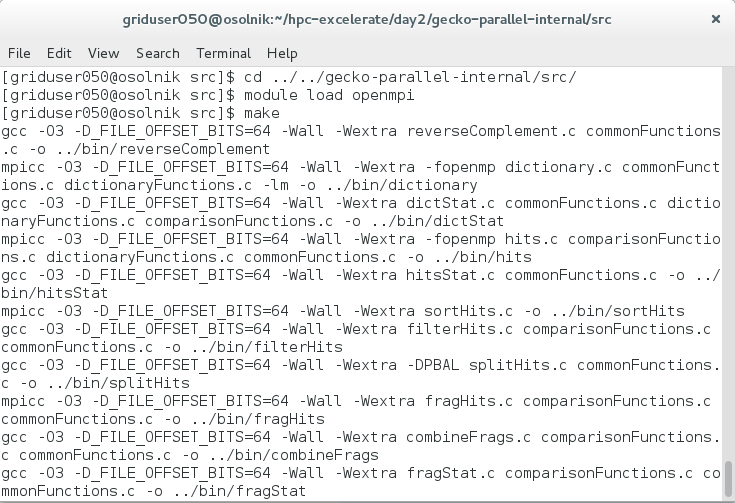 griduser050@osolnik:~/hpc-excelerate/day2/gecko-parallel-internal/src
File Edit View Search Terminal Help
[griduser050@osolnik src]$ cd ../../gecko-parallel-internal/src/
[griduser050@osolnik src]$ module load openmpi
[griduser050@osolnik src]$ make
gcc -O3 -D_FILE_OFFSET_BITS=64 -Wall -Wextra reverseComplement.c commonFunctions
.c -o ../bin/reverseComplement
mpicc -O3 -D_FILE_OFFSET_BITS=64 -Wall -Wextra -fopenmp dictionary.c commonFunct
ions.c dictionaryFunctions.c -lm -o ../bin/dictionary
gcc -O3 -D_FILE_OFFSET_BITS=64 -Wall -Wextra dictStat.c commonFunctions.c dictio
naryFunctions.c comparisonFunctions.c -o ../bin/dictStat
mpicc -O3 -D_FILE_OFFSET_BITS=64 -Wall -Wextra -fopenmp hits.c comparisonFunctio
ns.c dictionaryFunctions.c commonFunctions.c -o ../bin/hits
gcc -O3 -D_FILE_OFFSET_BITS=64 -Wall -Wextra hitsStat.c commonFunctions.c -o ../
bin/hitsStat
mpicc -O3 -D_FILE_OFFSET_BITS=64 -Wall -Wextra sortHits.c -o ../bin/sortHits
gcc -O3 -D_FILE_OFFSET_BITS=64 -Wall -Wextra filterHits.c comparisonFunctions.c
commonFunctions.c -o ../bin/filterHits
gcc -O3 -D_FILE_OFFSET_BITS=64 -Wall -Wextra -DPBAL splitHits.c commonFunctions.
c -o ../bin/splitHits
mpicc -O3 -D_FILE_OFFSET_BITS=64 -Wall -Wextra fragHits.c comparisonFunctions.c
commonFunctions.c -o ../bin/fragHits
gcc -O3 -D_FILE_OFFSET_BITS=64 -Wall -Wextra combineFrags.c comparisonFunctions.
c commonFunctions.c -o ../bin/combineFrags
gcc -O3 -D_FILE_OFFSET_BITS=64 -Wall -Wextra fragStat.c comparisonFunctions.c co
mmonFunctions.c -o ../bin/fragStat